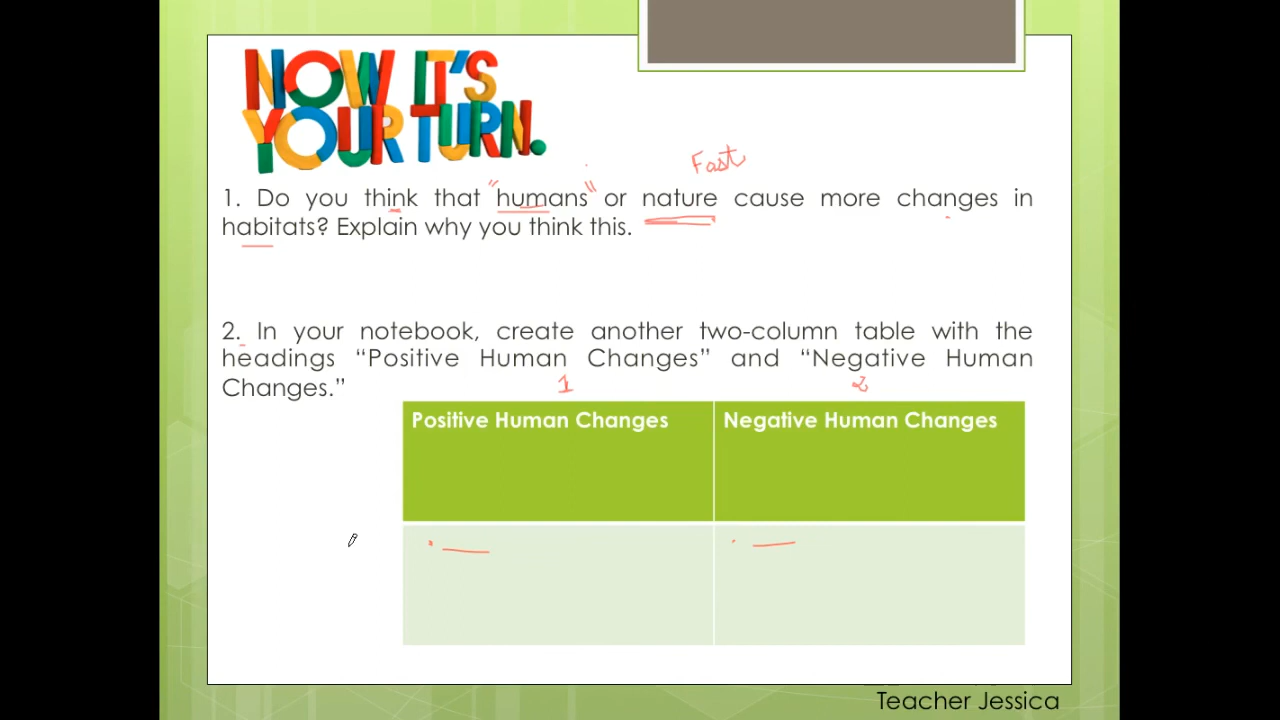 NOW IT'S
YOUR TURN.
Fast
1. Do you think that "humans" or nature cause more changes in
habitats? Explain why you think this.
2. In your notebook, create another two-column table with the
headings “Positive Human Changes” and “Negative Human
Changes.”
1 2
Positive Human Changes Negative Human Changes
Teacher Jessica